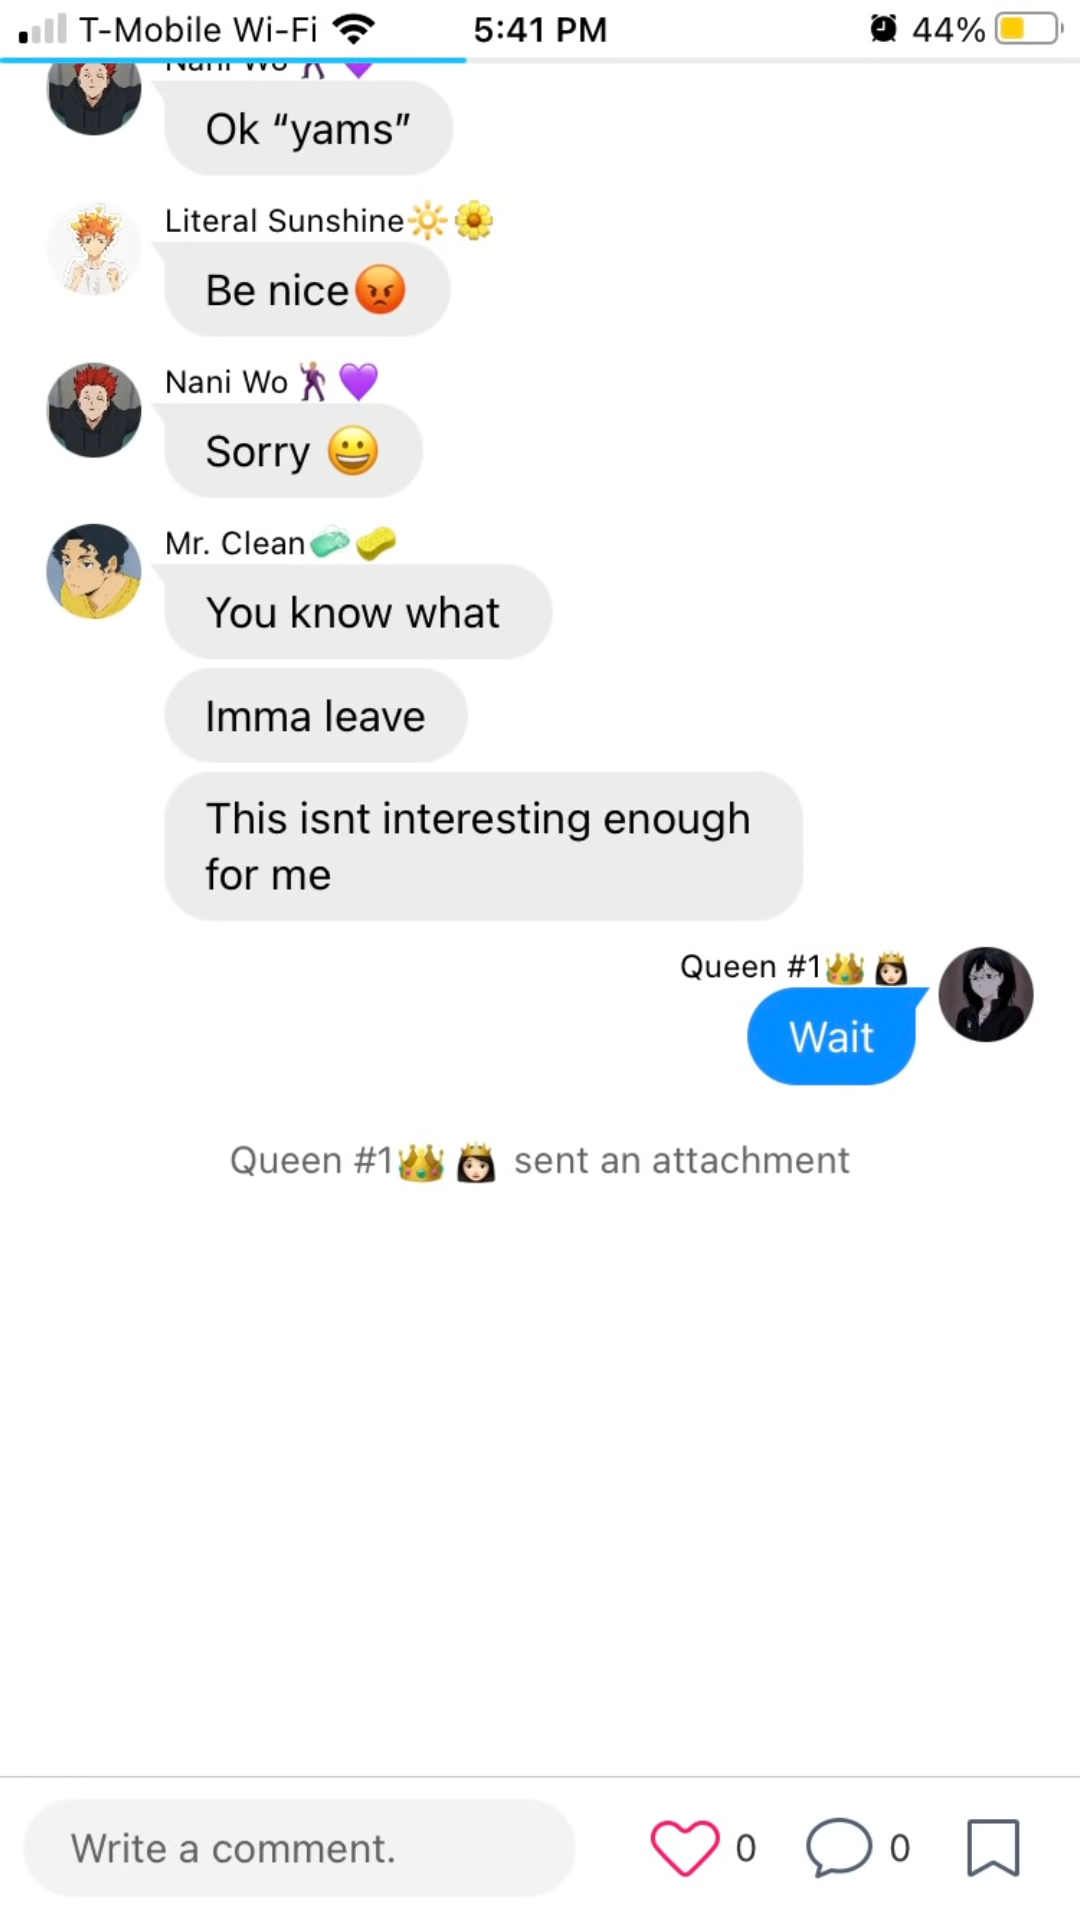 T-Mobile Wi-Fi 5:41 PM 44%
Nani Wo 🕺🏽 💜
Ok “yams”
Literal Sunshine🔆🌼
Be nice😡
Nani Wo 🕺🏽 💜
Sorry 😀
Mr. Clean🧼🧽
You know what
Imma leave
This isnt interesting enough
for me
Queen #1👑👸🏻
Wait
Queen #1👑👸🏻 sent an attachment
Write a comment. 0 0